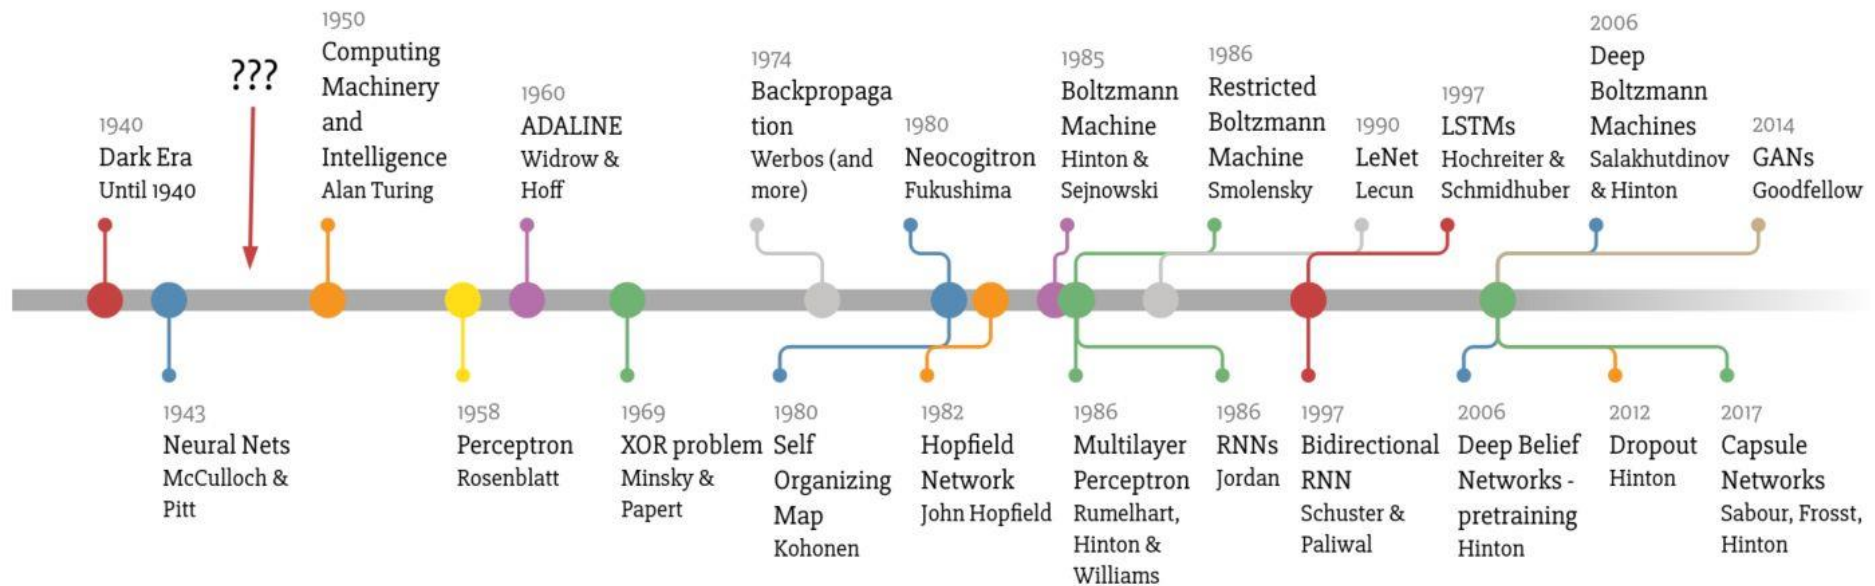 ???
1940
Dark Era
Until 1940
1950
Computing
Machinery
and
Intelligence
Alan Turing
1960
ADALINE
Widrow &
Hoff
1974
Backpropaga
tion
Werbos (and
more)
1980
Neocogitron
Fukushima
1985
Boltzmann
Machine
Hinton &
Sejnowski
1986
Restricted
Boltzmann
Machine
Smolensky
1990
LeNet
Lecun
1997
LSTMs
Hochreiter &
Schmidhuber
2006
Deep
Boltzmann
Machines
Salakhutdinov
& Hinton
2014
GANs
Goodfellow
1943
Neural Nets
McCulloch &
Pitt
1958
Perceptron
Rosenblatt
1969
XOR problem
Minsky &
Papert
1980
Self
Organizing
Map
Kohonen
1982
Hopfield
Network
John Hopfield
1986
Multilayer
Perceptron
Rumelhart,
Hinton &
Williams
1986
RNNs
Jordan
1997
Bidirectional
RNN
Schuster &
Paliwal
2006
Deep Belief
Networks -
pretraining
Hinton
2012
Dropout
Hinton
2017
Capsule
Networks
Sabour, Frosst,
Hinton